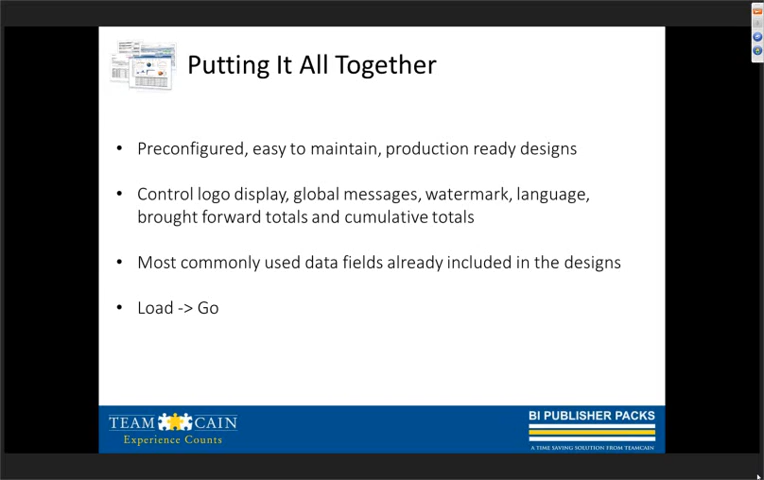 Putting It All Together
• Preconfigured, easy to maintain, production ready designs
• Control logo display, global messages, watermark, language,
brought forward totals and cumulative totals
• Most commonly used data fields already included in the designs
• Load -> Go
TEAM CAIN
Experience Counts
BI PUBLISHER PACKS
A TIME SAVING SOLUTION FROM TEAMCAIN